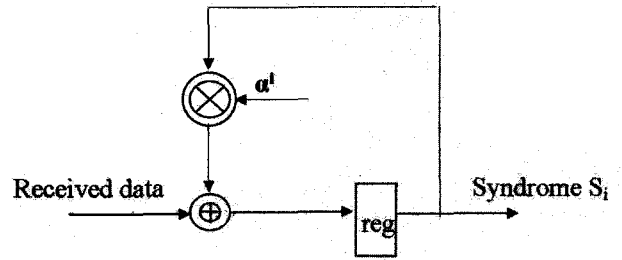 α^i
Received data
Syndrome S_i
reg